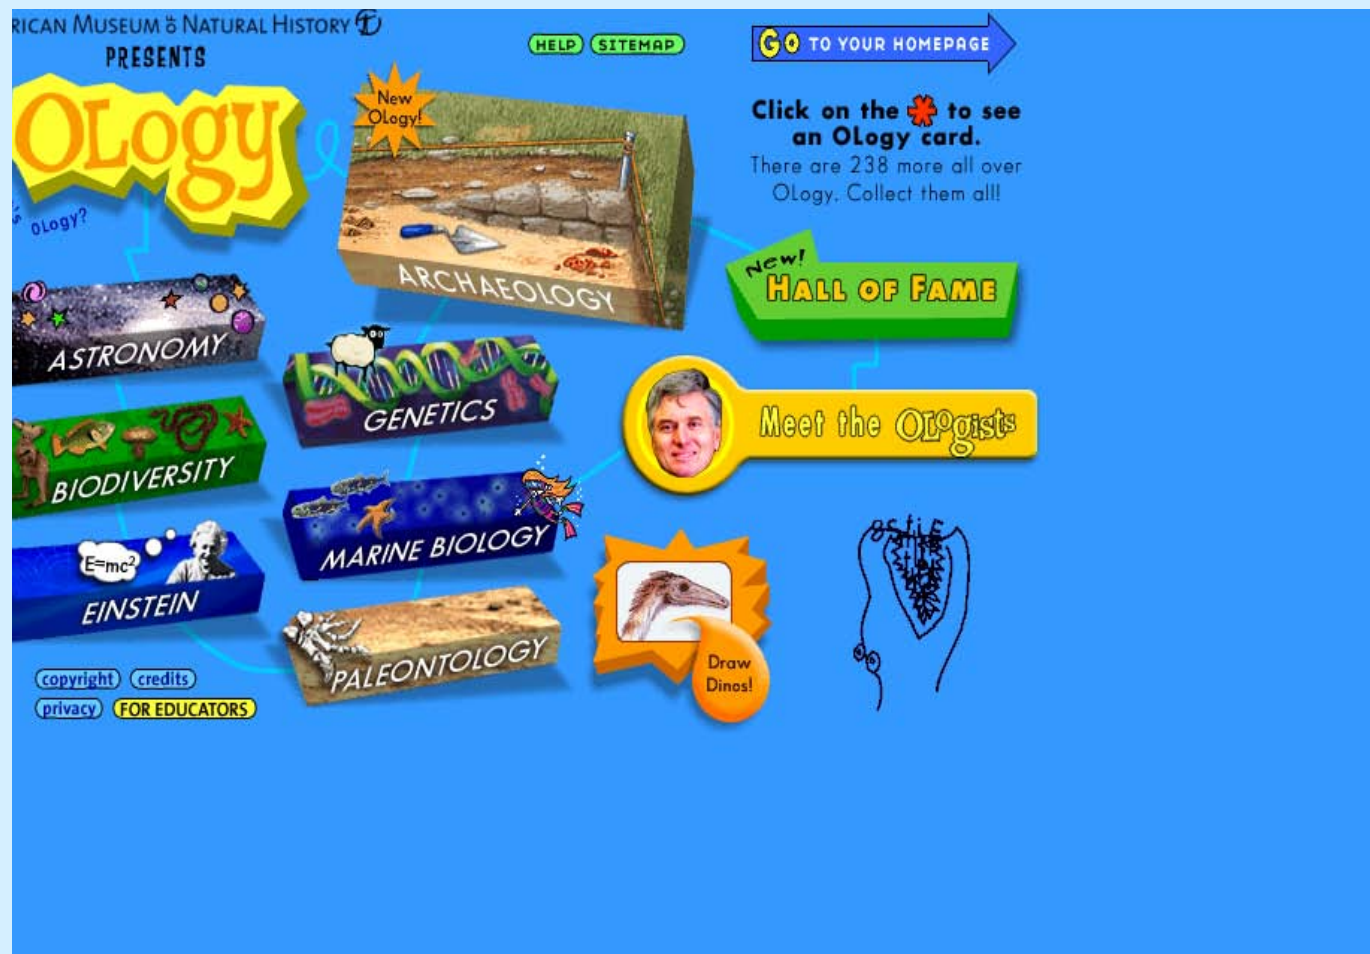 RICAN MUSEUM OF NATURAL HISTORY
PRESENTS
OLogy
OLogy?
HELP
SITEMAP
GO TO YOUR HOMEPAGE
New
OLogy!
ARCHAEOLOGY
Click on the * to see
an OLogy card.
There are 238 more all over
OLogy. Collect them all!
New!
HALL OF FAME
ASTRONOMY
GENETICS
Meet the OLogists
BIODIVERSITY
MARINE BIOLOGY
E=mc²
EINSTEIN
PALEONTOLOGY
Draw
Dinos!
copyright
credits
privacy
FOR EDUCATORS